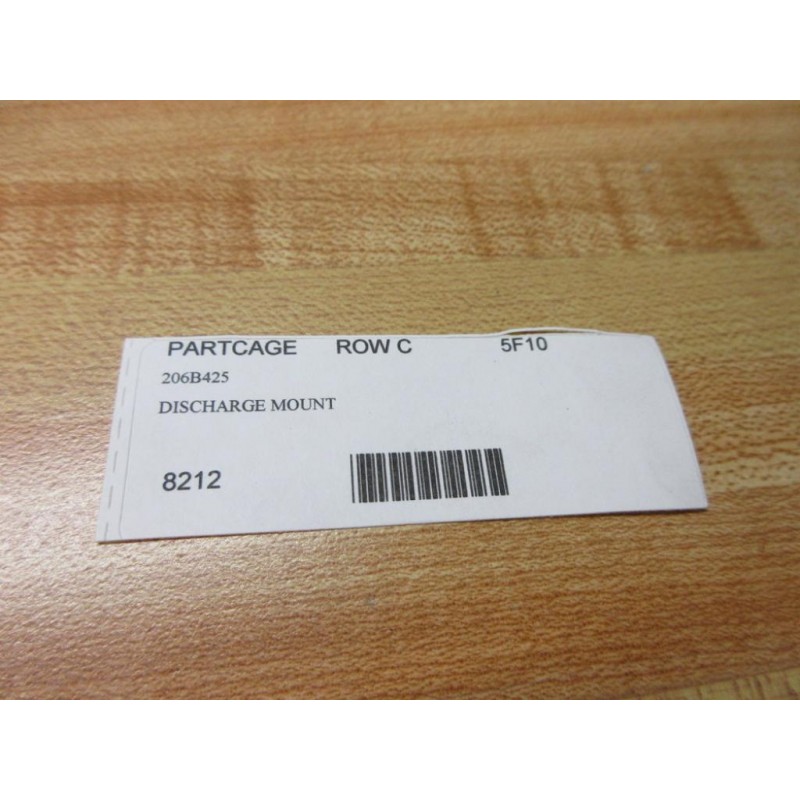 PARTCAGE ROW C 5F10
206B425
DISCHARGE MOUNT
8212